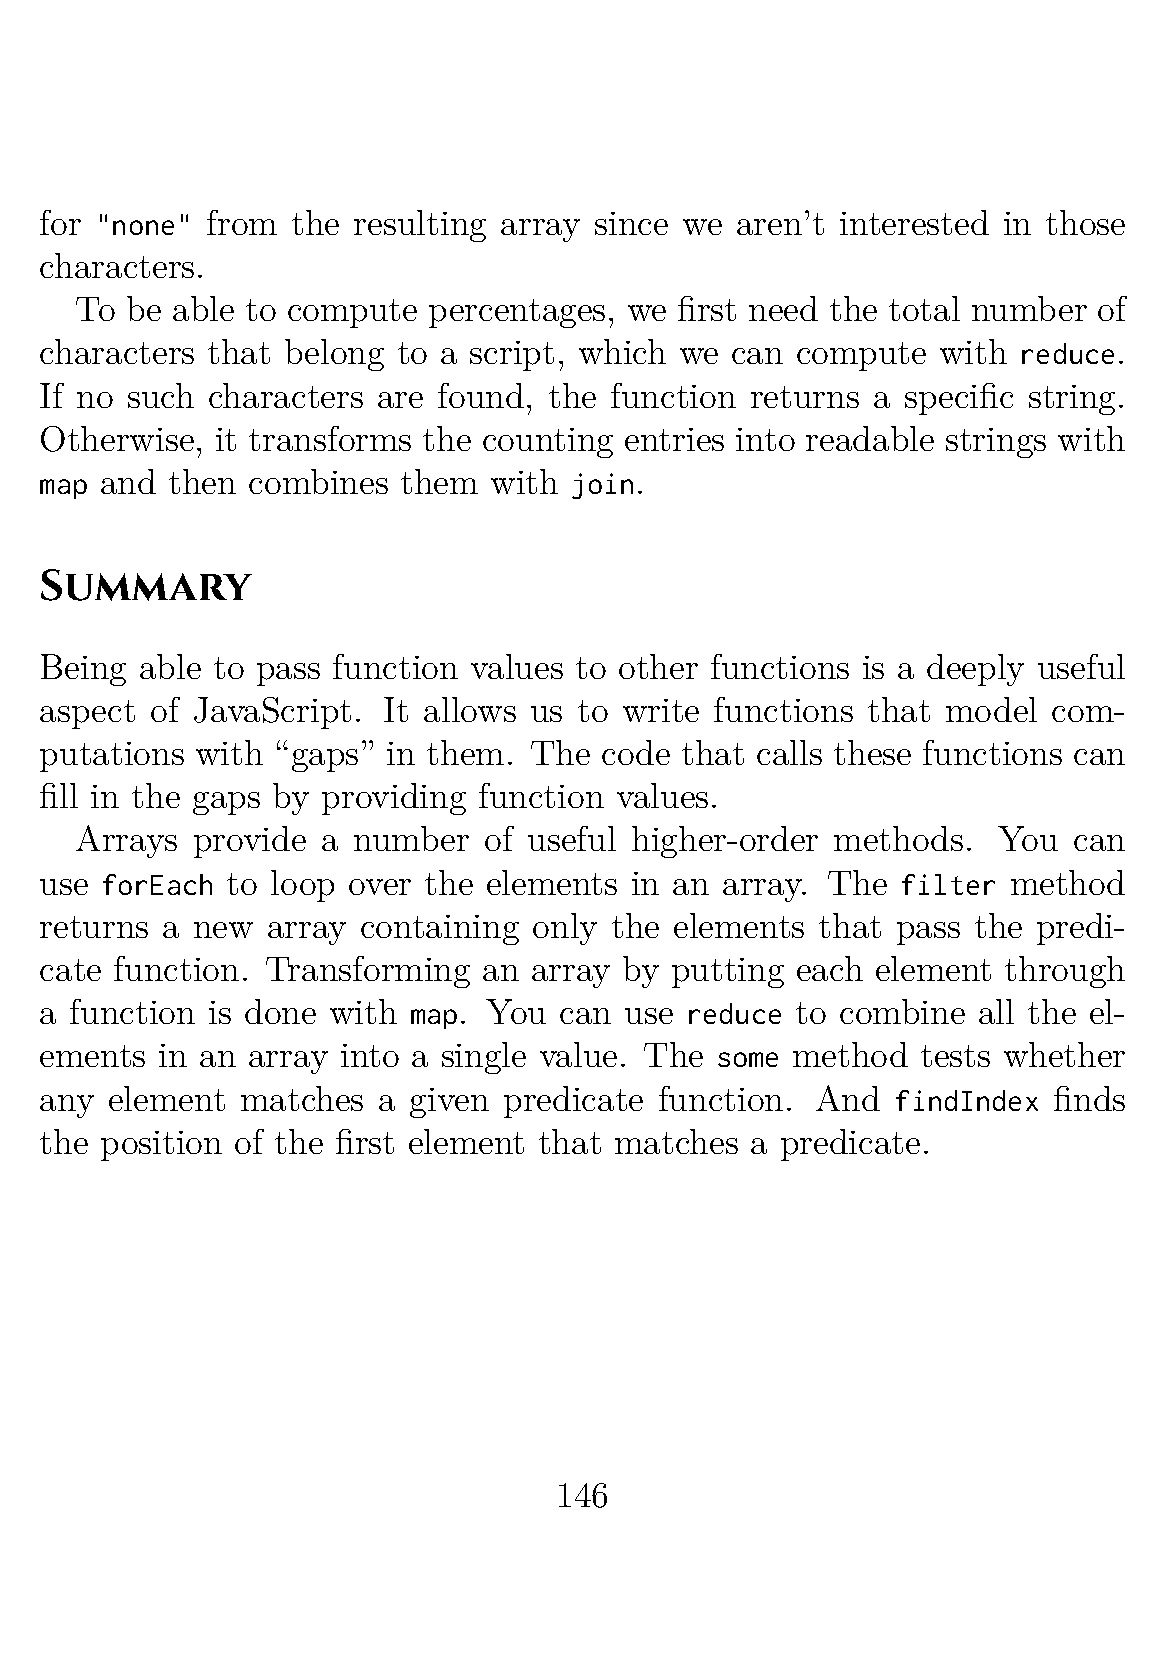 for "none" from the resulting array since we aren’t interested in those
characters.
To be able to compute percentages, we first need the total number of
characters that belong to a script, which we can compute with reduce.
If no such characters are found, the function returns a specific string.
Otherwise, it transforms the counting entries into readable strings with
map and then combines them with join.
Summary
Being able to pass function values to other functions is a deeply useful
aspect of JavaScript. It allows us to write functions that model com-
putations with “gaps” in them. The code that calls these functions can
fill in the gaps by providing function values.
Arrays provide a number of useful higher-order methods. You can
use forEach to loop over the elements in an array. The filter method
returns a new array containing only the elements that pass the predi-
cate function. Transforming an array by putting each element through
a function is done with map. You can use reduce to combine all the el-
ements in an array into a single value. The some method tests whether
any element matches a given predicate function. And findIndex finds
the position of the first element that matches a predicate.
146